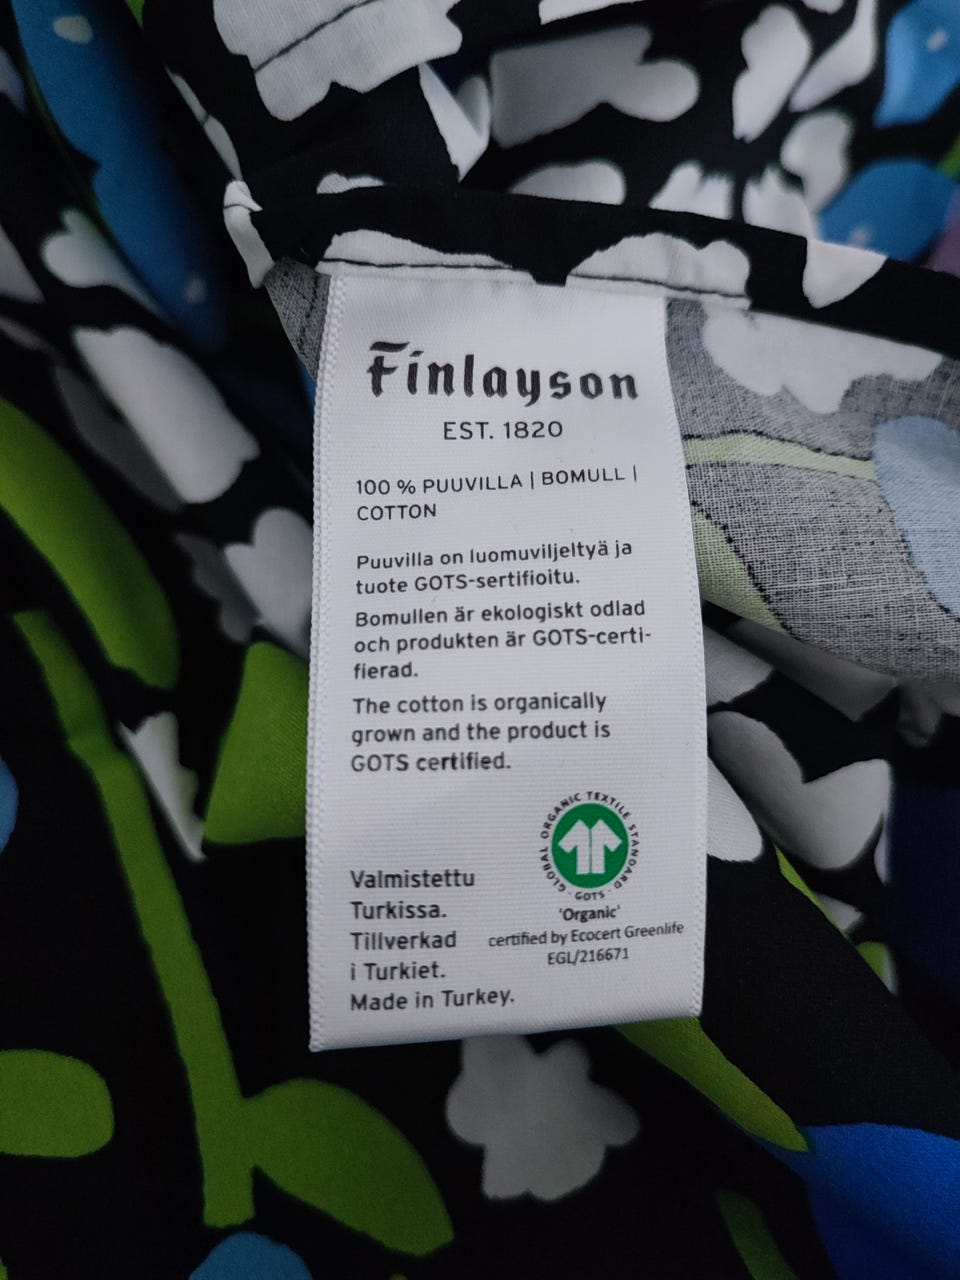 Finlayson
EST. 1820
100 % PUUVILLA | BOMULL |
COTTON
Puuvilla on luomuviljeltyä ja
tuote GOTS-sertifioitu.
Bomullen är ekologiskt odlad
och produkten är GOTS-certi-
fierad.
The cotton is organically
grown and the product is
GOTS certified.
Valmistettu
Turkissa.
Tillverkad
i Turkiet.
Made in Turkey.
GLOBAL ORGANIC TEXTILE STANDARD · GOTS ·
'Organic'
certified by Ecocert Greenlife
EGL/216671